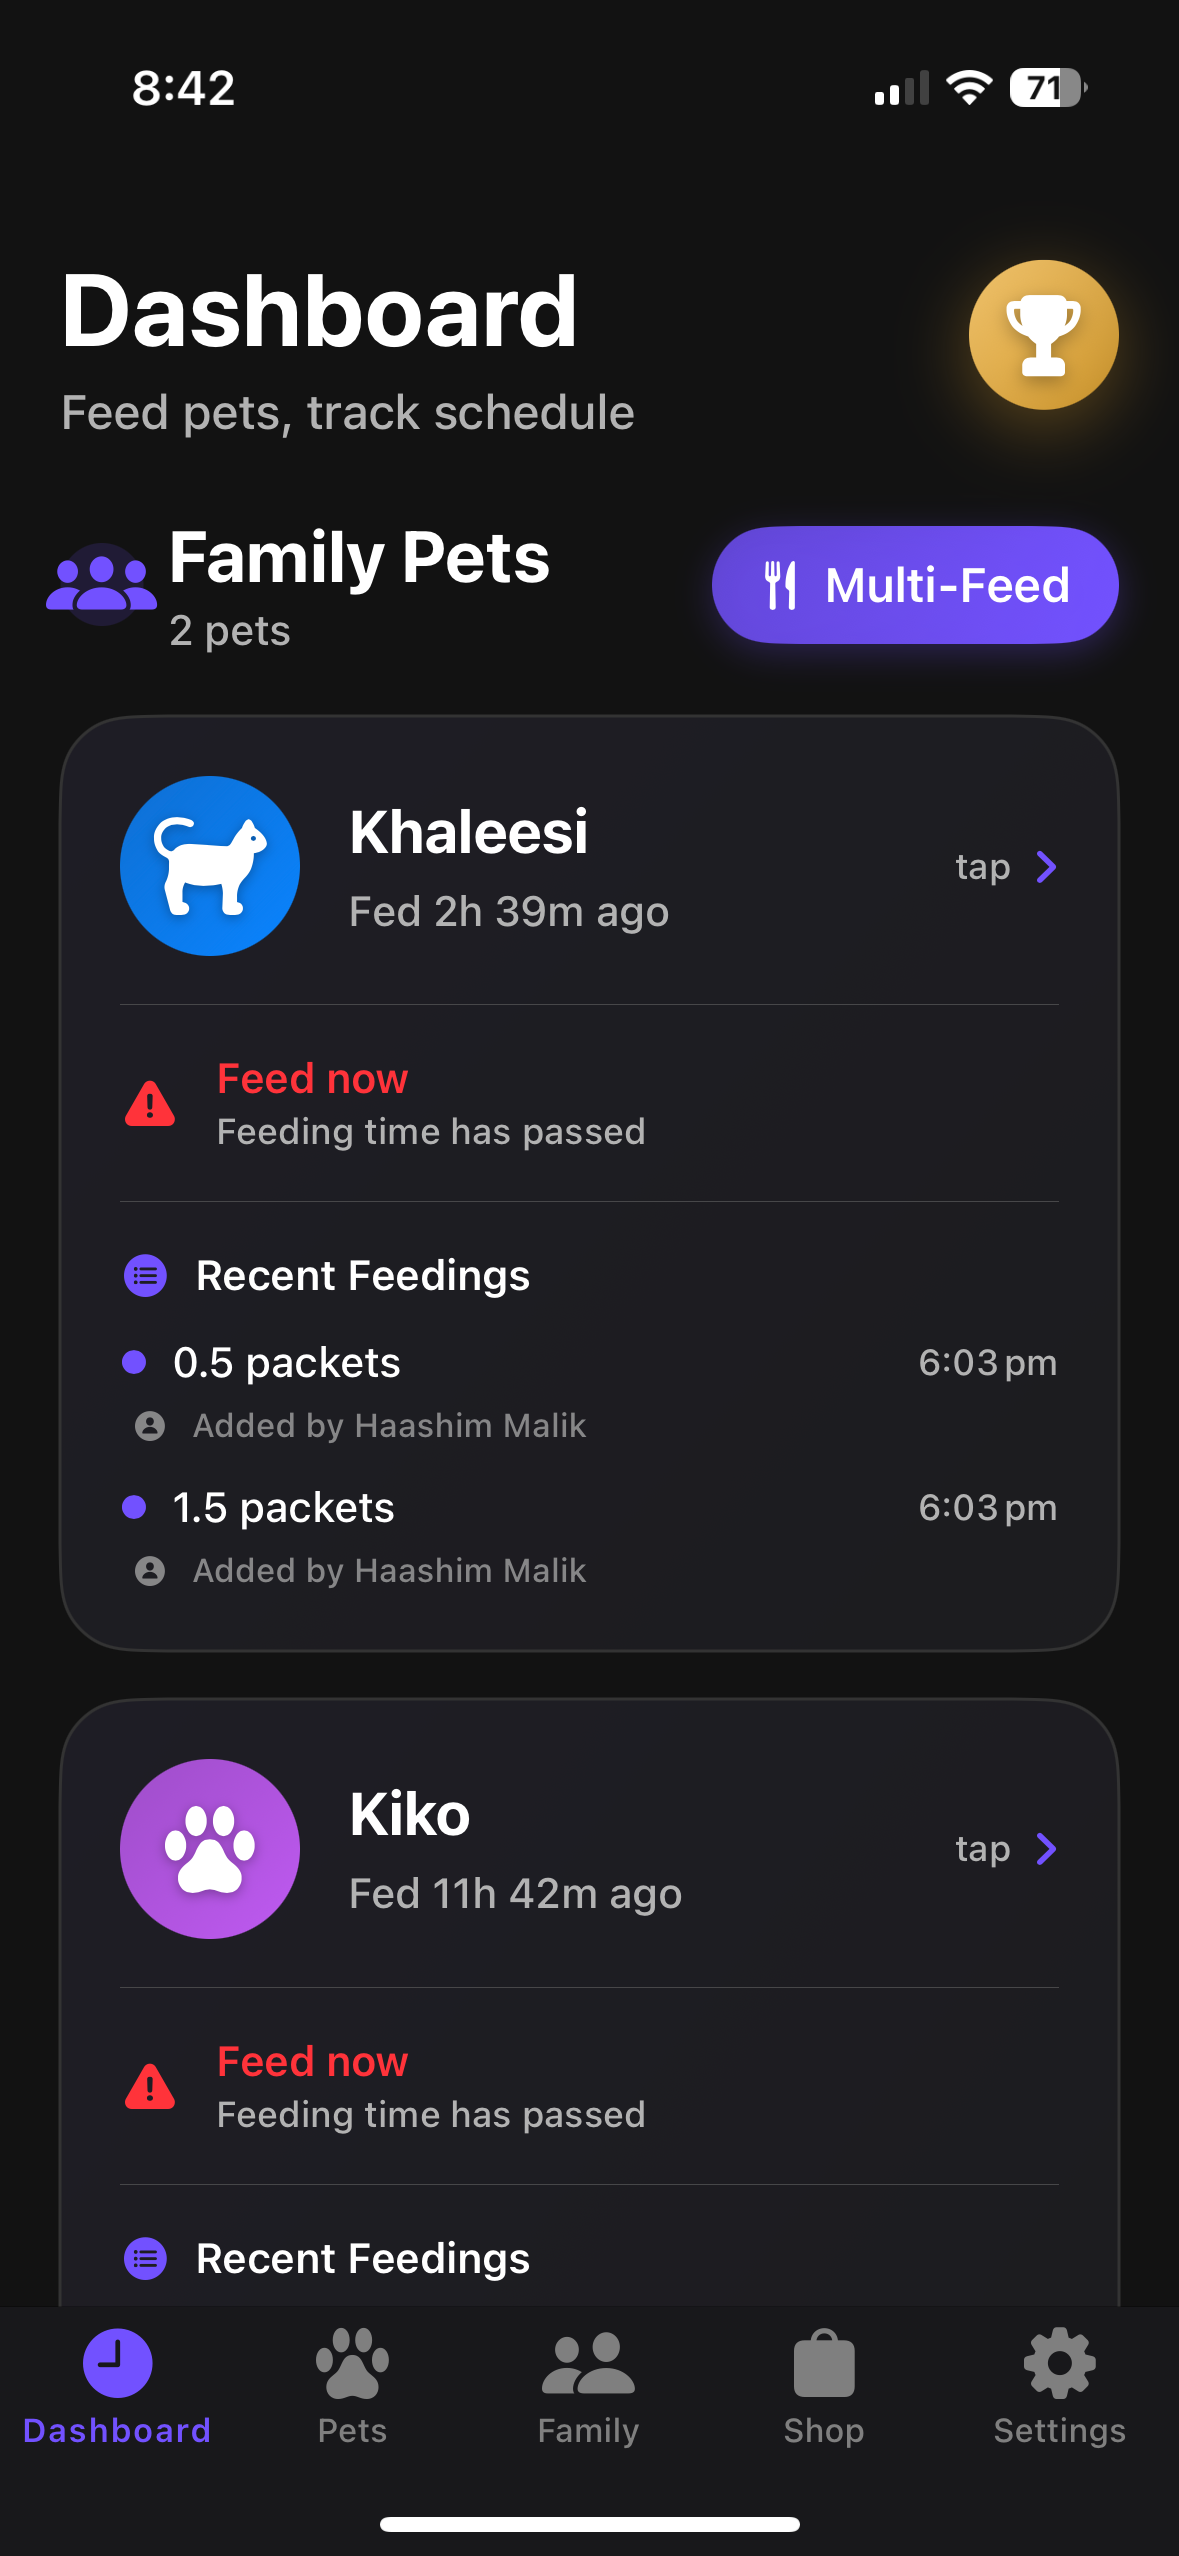 8:42
71
Dashboard
Feed pets, track schedule
Family Pets
2 pets
Multi-Feed
Khaleesi
Fed 2h 39m ago
tap
Feed now
Feeding time has passed
Recent Feedings
0.5 packets
6:03 pm
Added by Haashim Malik
1.5 packets
6:03 pm
Added by Haashim Malik
Kiko
Fed 11h 42m ago
tap
Feed now
Feeding time has passed
Recent Feedings
Dashboard
Pets
Family
Shop
Settings